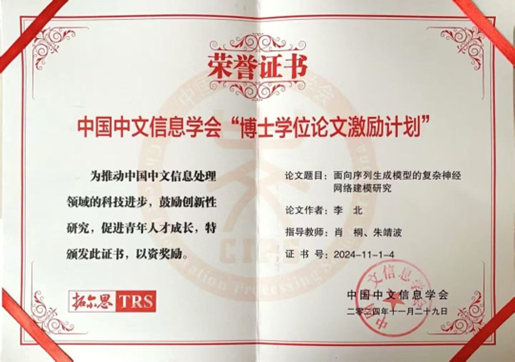 荣誉证书
中国中文信息学会“博士学位论文激励计划”
为推动中国中文信息处理
领域的科技进步，鼓励创新性
研究，促进青年人才成长，特
颁发此证书，以资奖励。
拓尔思 TRS
论文题目：面向序列生成模型的复杂神经
网络建模研究
论文作者：李 北
指导教师：肖 桐、朱靖波
证 书 号：2024-11-1-4
中国中文信息学会
二〇二四年十一月二十九日
CIPS